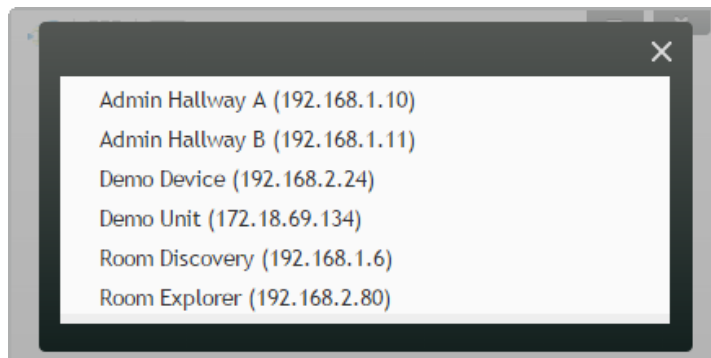 Admin Hallway A (192.168.1.10)
Admin Hallway B (192.168.1.11)
Demo Device (192.168.2.24)
Demo Unit (172.18.69.134)
Room Discovery (192.168.1.6)
Room Explorer (192.168.2.80)